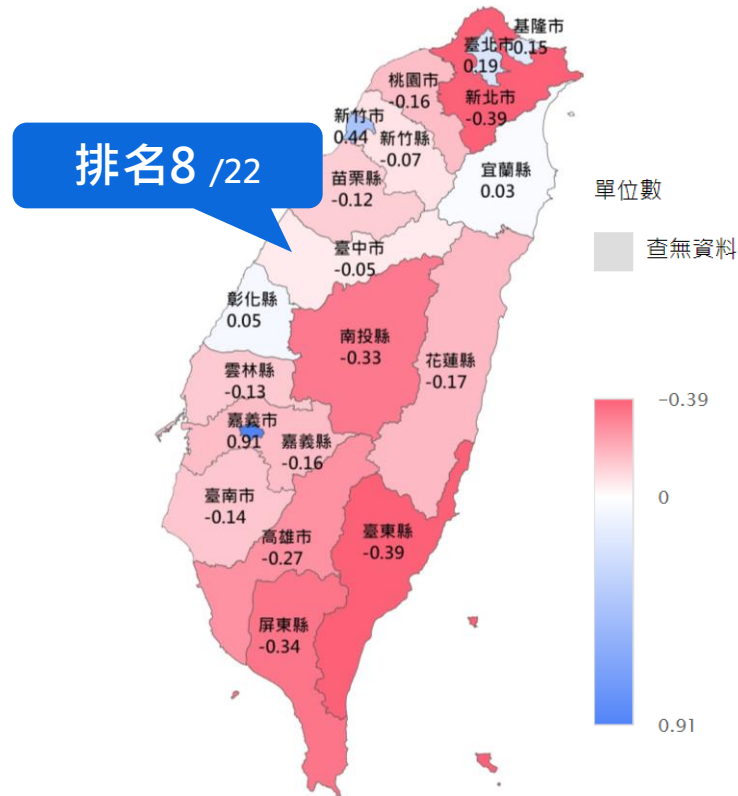 基隆市
0.15
臺北市
0.19
桃園市
-0.16
新北市
-0.39
新竹市
0.44
新竹縣
-0.07
排名8 /22
宜蘭縣
0.03
苗栗縣
-0.12
單位數
查無資料
臺中市
-0.05
彰化縣
0.05
南投縣
-0.33
花蓮縣
-0.17
雲林縣
-0.13
-0.39
嘉義市
0.91
嘉義縣
-0.16
0
臺南市
-0.14
高雄市
-0.27
臺東縣
-0.39
屏東縣
-0.34
0.91